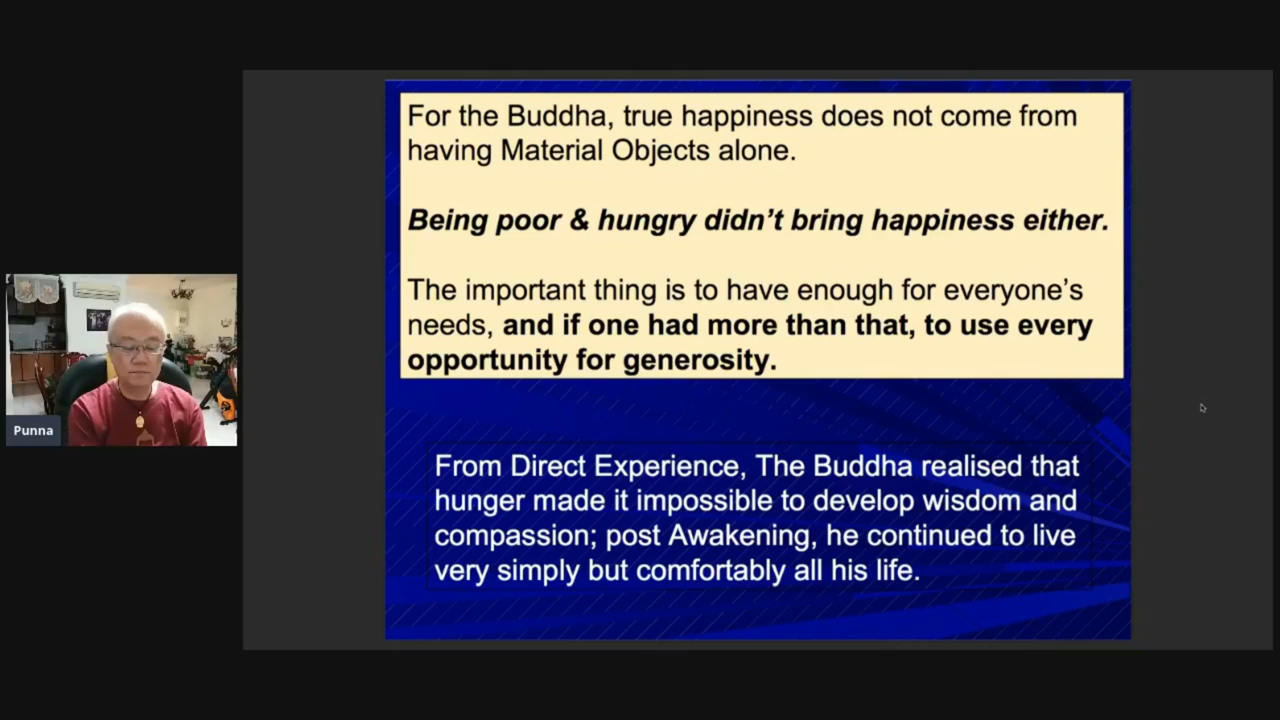 For the Buddha, true happiness does not come from
having Material Objects alone.
Being poor & hungry didn’t bring happiness either.
The important thing is to have enough for everyone’s
needs, and if one had more than that, to use every
opportunity for generosity.
Punna
From Direct Experience, The Buddha realised that
hunger made it impossible to develop wisdom and
compassion; post Awakening, he continued to live
very simply but comfortably all his life.